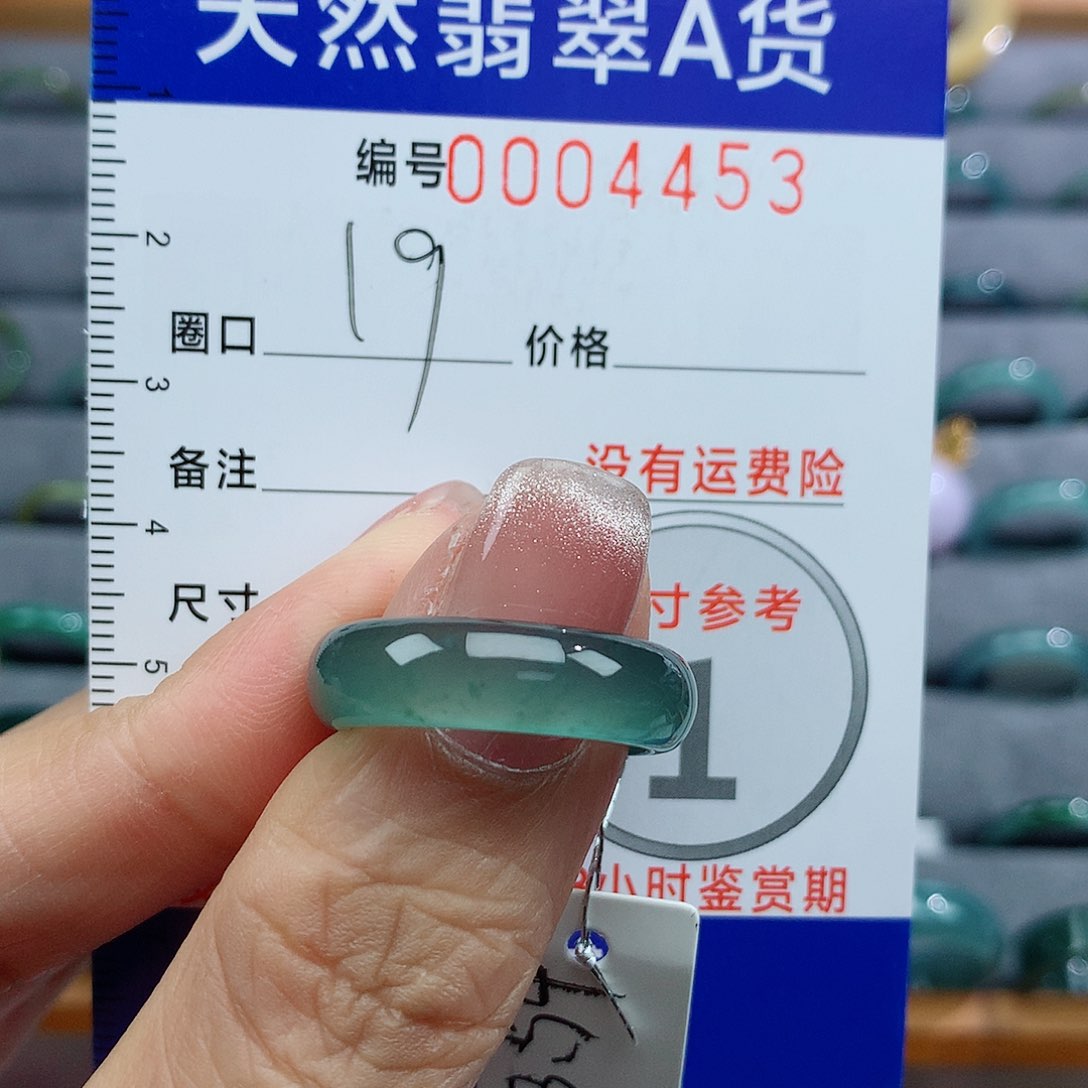 天然翡翠A货
1
编号0004453
2
19
圈口 价格
3
备注 没有运费险
4
尺寸 寸参考
5
1
小时鉴赏期